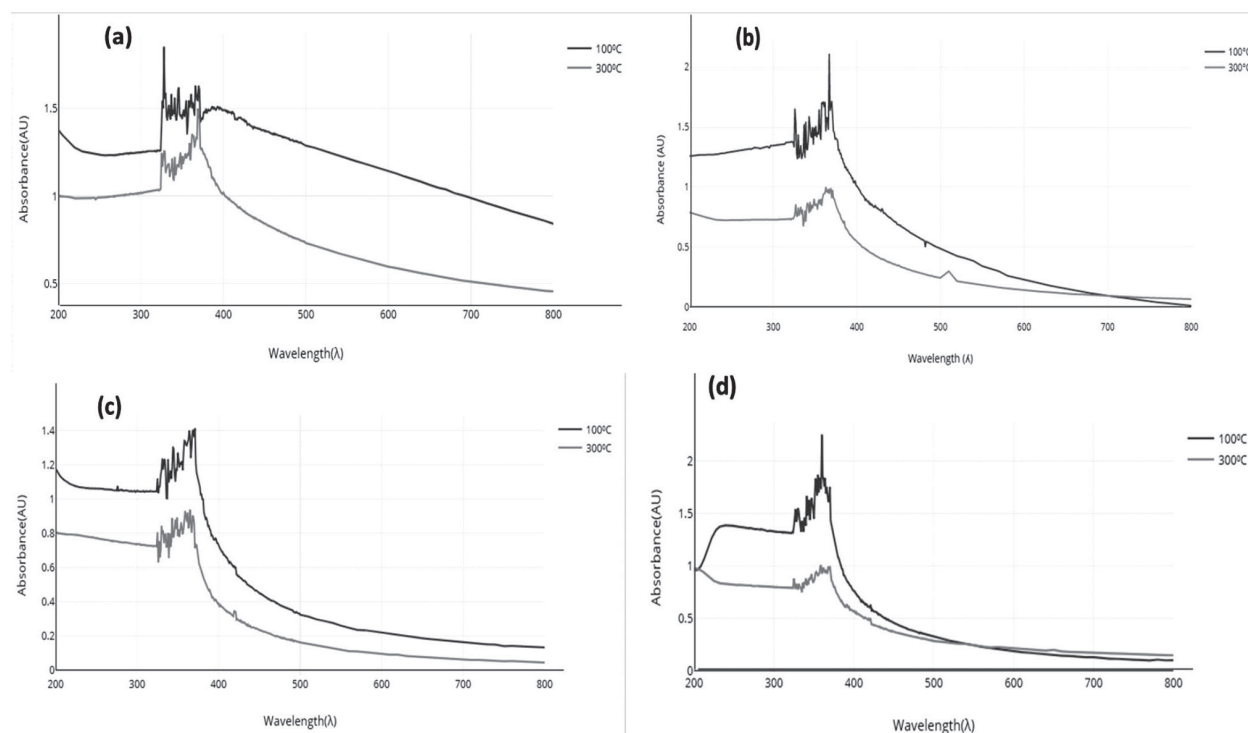 (a)
100ºC
300ºC
1.5
1
0.5
Absorbance(AU)
200 300 400 500 600 700 800
Wavelength(λ)
(b)
100°C
300°C
2
1.5
1
0.5
0
Absorbance (AU)
200 300 400 500 600 700 800
Wavelength (λ)
(c)
100ºC
300ºC
1.4
1.2
1
0.8
0.6
0.4
0.2
0
Absorbance(AU)
200 300 400 500 600 700 800
Wavelength(λ)
(d)
100ºC
300ºC
2
1.5
1
0.5
0
Absorbance(AU)
200 300 400 500 600 700 800
Wavelength(λ)